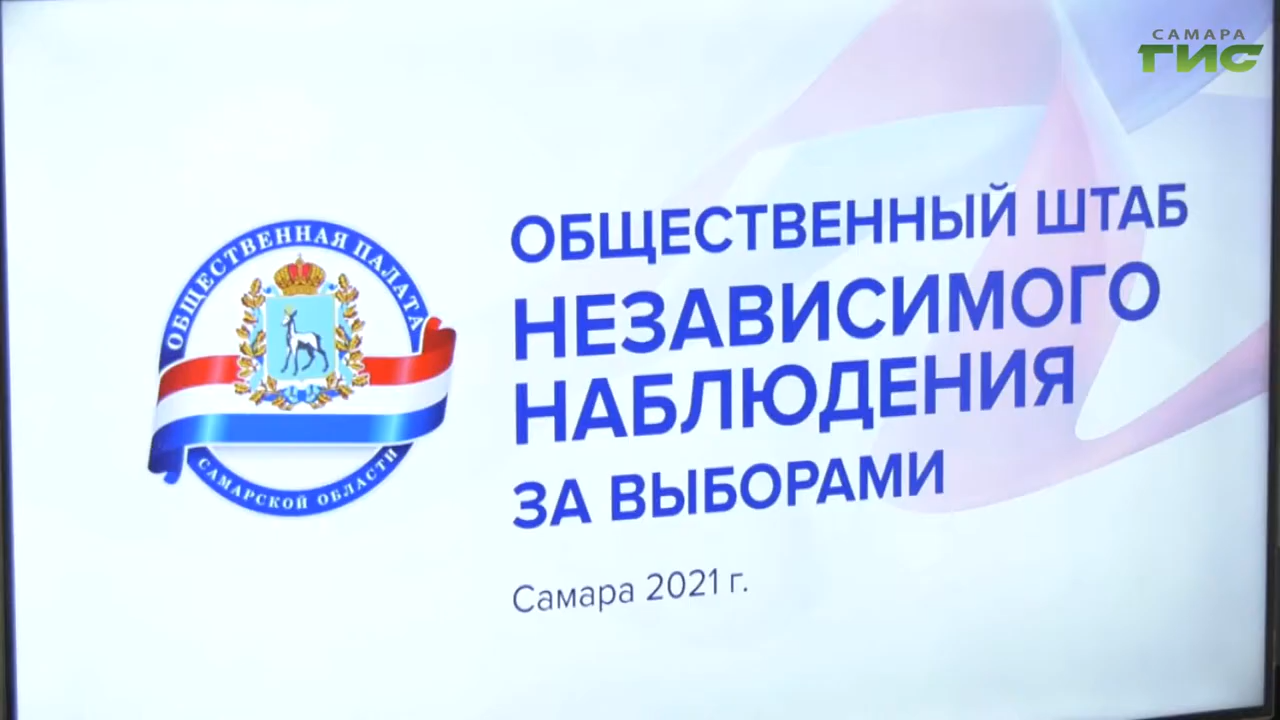 САМАРА
ГИС
ОБЩЕСТВЕННАЯ ПАЛАТА
САМАРСКОЙ ОБЛАСТИ
ОБЩЕСТВЕННЫЙ ШТАБ
НЕЗАВИСИМОГО
НАБЛЮДЕНИЯ
ЗА ВЫБОРАМИ
Самара 2021 г.